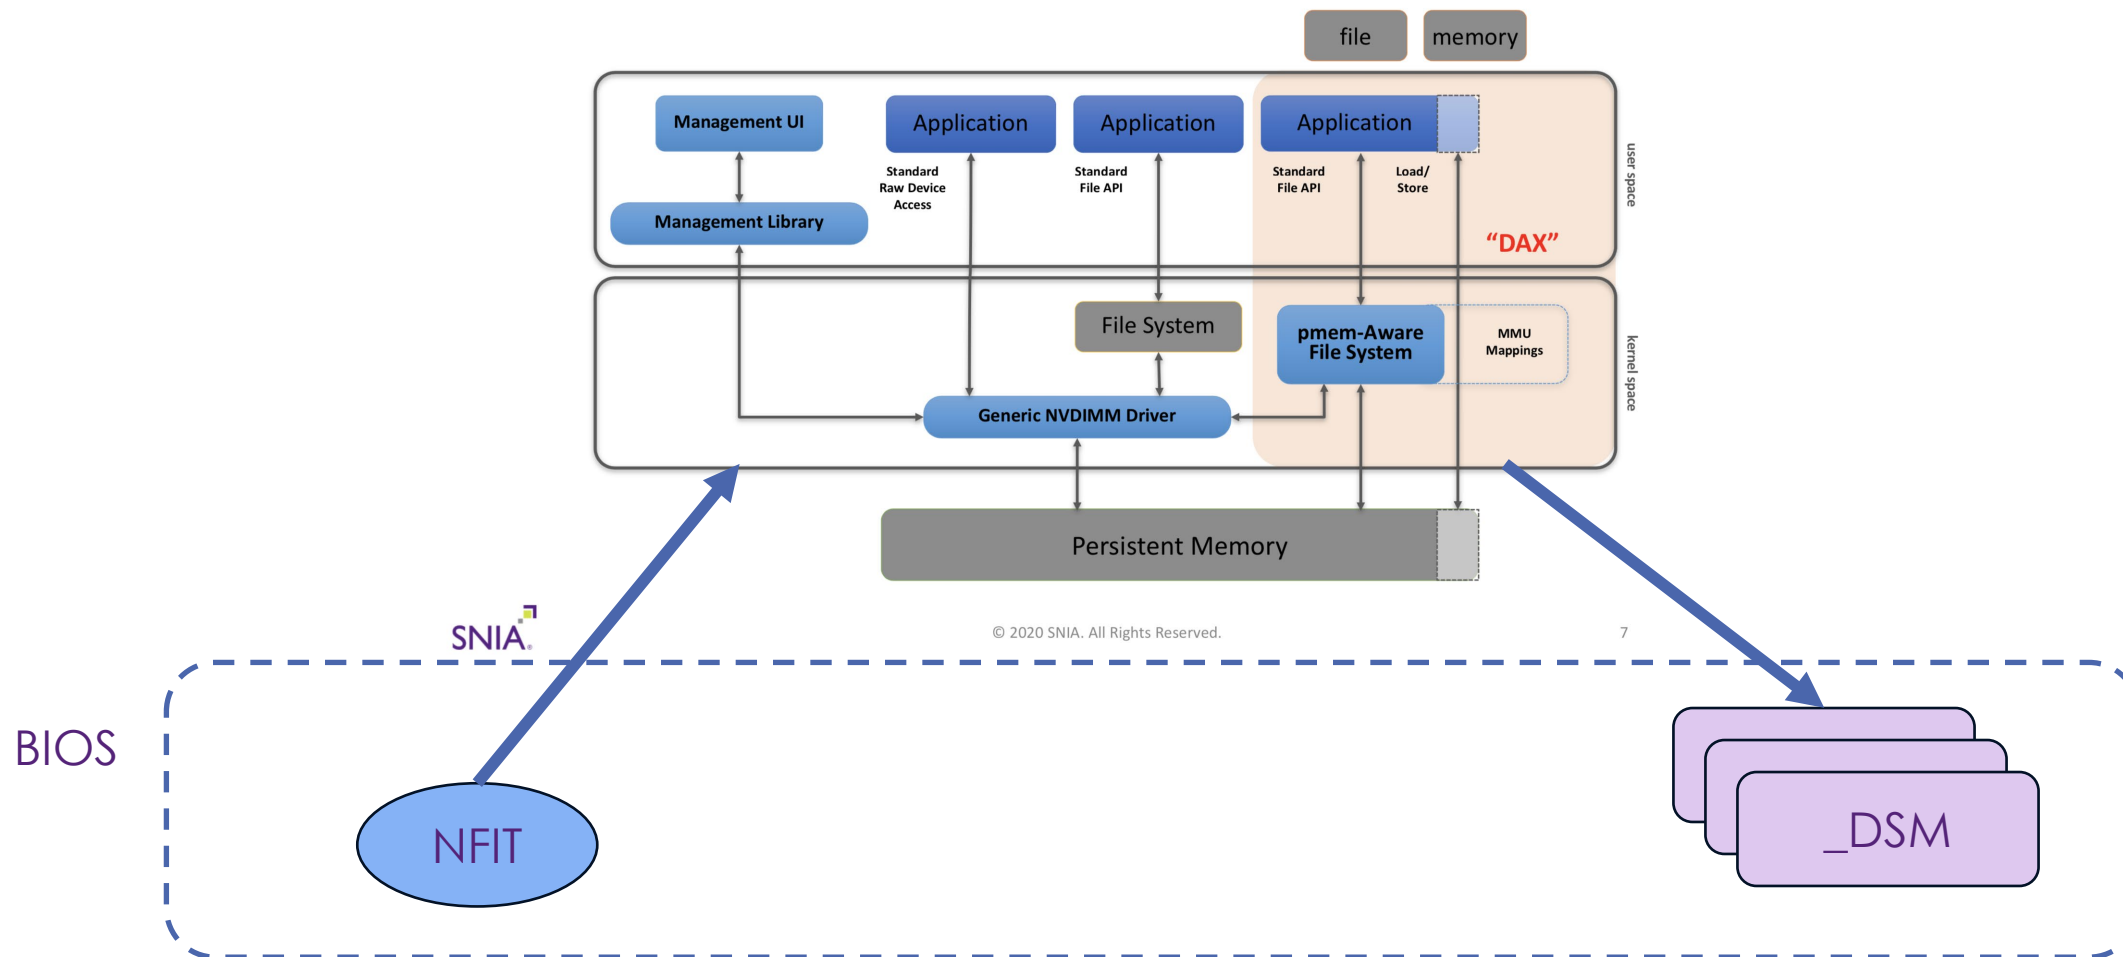 file
memory
Management UI
Application
Application
Application
Standard
Raw Device
Access
Standard
File API
Standard
File API
Load/
Store
user space
Management Library
“DAX”
File System
pmem-Aware
File System
MMU
Mappings
kernel space
Generic NVDIMM Driver
Persistent Memory
SNIA®
© 2020 SNIA. All Rights Reserved.
7
BIOS
NFIT
_DSM